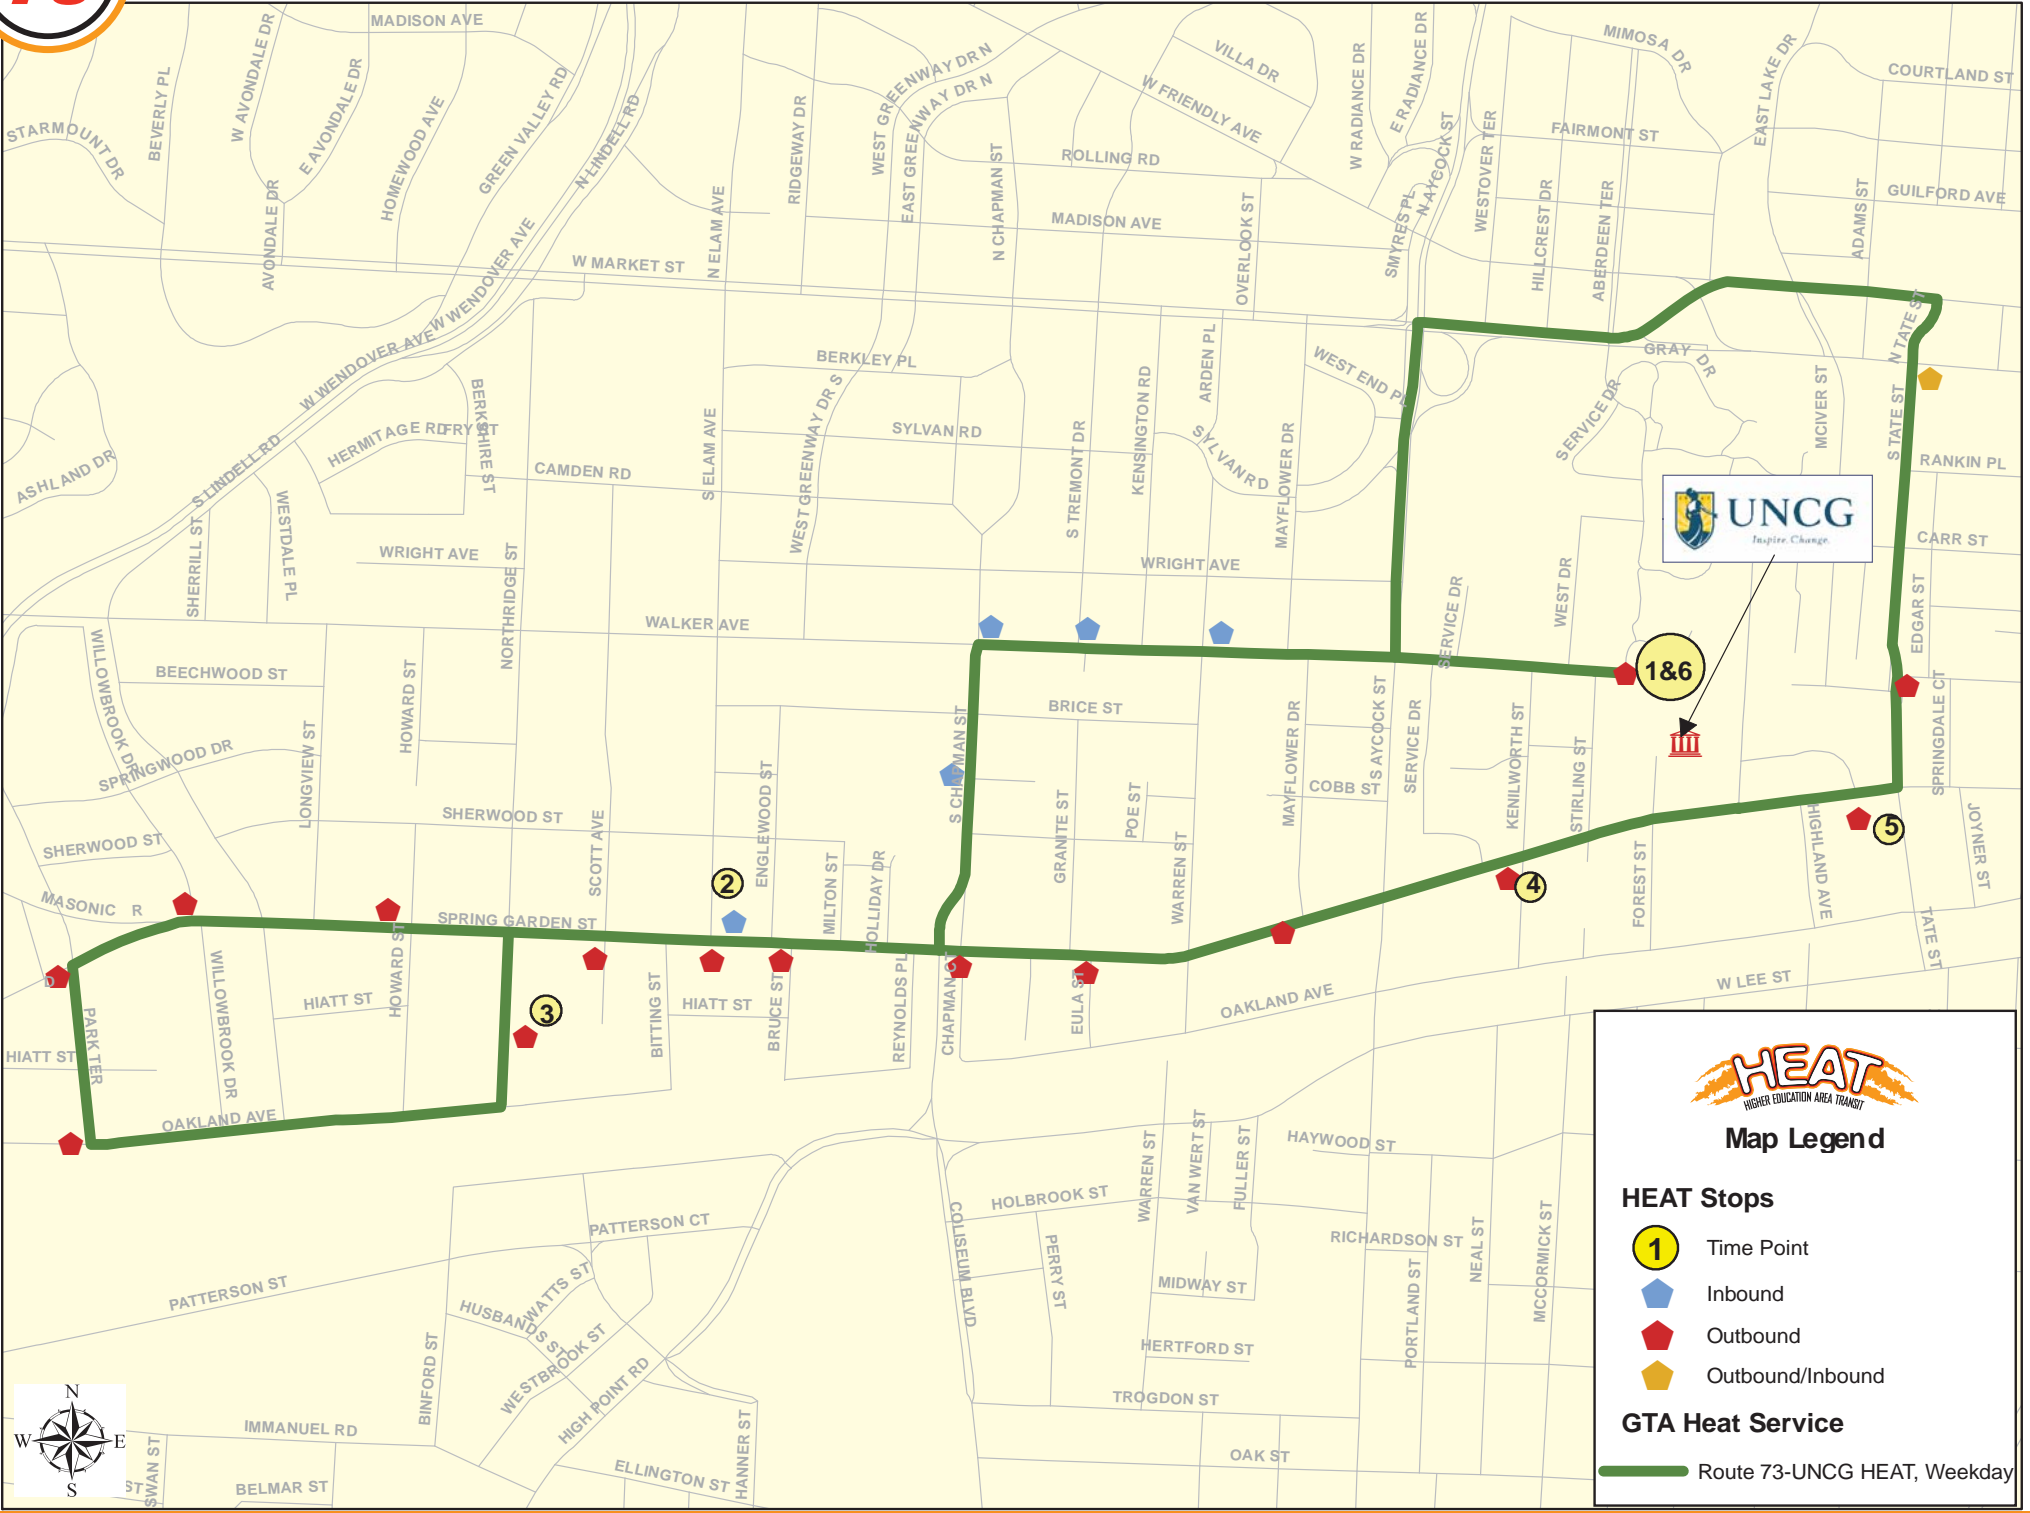 73
MADISON AVE
BEVERLY PL
W AVONDALE DR
E AVONDALE DR
AVONDALE DR
HOMEWOOD AVE
GREEN VALLEY RD
N LINDELL RD
STARMOUNT DR
RIDGEWAY DR
WEST GREENWAY DR N
EAST GREENWAY DR N
N CHAPMAN ST
N ELAM AVE
VILLA DR
W FRIENDLY AVE
ROLLING RD
MADISON AVE
OVERLOOK ST
W RADIANCE DR
E RADIANCE DR
N AYCOCK ST
SMYRES PL
WESTOVER TER
HILLCREST DR
ABERDEEN TER
MIMOSA DR
FAIRMONT ST
EAST LAKE DR
COURTLAND ST
GUILFORD AVE
ADAMS ST
W MARKET ST
W WENDOVER AVE
W WENDOVER AVE
BERKLEY PL
ARDEN PL
WEST END PL
GRAY DR
N TATE ST
S TATE ST
MCIVER ST
SERVICE DR
RANKIN PL
CARR ST
EDGAR ST
ASHLAND DR
S LINDELL RD
HERMITAGE RD
FRY ST
BERKSHIRE ST
CAMDEN RD
S ELAM AVE
WEST GREENWAY DR S
SYLVAN RD
SYLVAN RD
S TREMONT DR
KENSINGTON RD
MAYFLOWER DR
SHERRILL ST
WESTDALE PL
WRIGHT AVE
WRIGHT AVE
NORTHRIDGE ST
WALKER AVE
SERVICE DR
WEST DR
UNCG
Inspire. Change.
1&6
WILLOWBROOK DR
BEECHWOOD ST
HOWARD ST
LONGVIEW ST
SPRINGWOOD DR
BRICE ST
S CHAPMAN ST
ENGLEWOOD ST
MAYFLOWER DR
S AYCOCK ST
SERVICE DR
COBB ST
KENILWORTH ST
STIRLING ST
SPRINGDALE CT
SHERWOOD ST
SHERWOOD ST
SCOTT AVE
MILTON ST
HOLLIDAY DR
GRANITE ST
POE ST
WARREN ST
FOREST ST
HIGHLAND AVE
JOYNER ST
TATE ST
2
4
5
MASONIC R
D
SPRING GARDEN ST
HOWARD ST
WILLOWBROOK DR
HIATT ST
HIATT ST
PARK TER
OAKLAND AVE
3
BITTING ST
HIATT ST
BRUCE ST
REYNOLDS PL
CHAPMAN CT
EULA ST
OAKLAND AVE
W LEE ST
HAYWOOD ST
WARREN ST
VAN WERT ST
FULLER ST
HOLBROOK ST
PERRY ST
COLISEUM BLVD
PATTERSON CT
PATTERSON ST
WATTS ST
HUSBANDS ST
WESTBROOK ST
BINFORD ST
HIGH POINT RD
RICHARDSON ST
NEAL ST
MCCORMICK ST
PORTLAND ST
MIDWAY ST
HERTFORD ST
TROGDON ST
OAK ST
IMMANUEL RD
BELMAR ST
SWAN ST
ST
ELLINGTON ST
HANNER ST
N
W E
S
HEAT
HIGHER EDUCATION AREA TRANSIT
Map Legend
HEAT Stops
1 Time Point
Inbound
Outbound
Outbound/Inbound
GTA Heat Service
Route 73-UNCG HEAT, Weekday